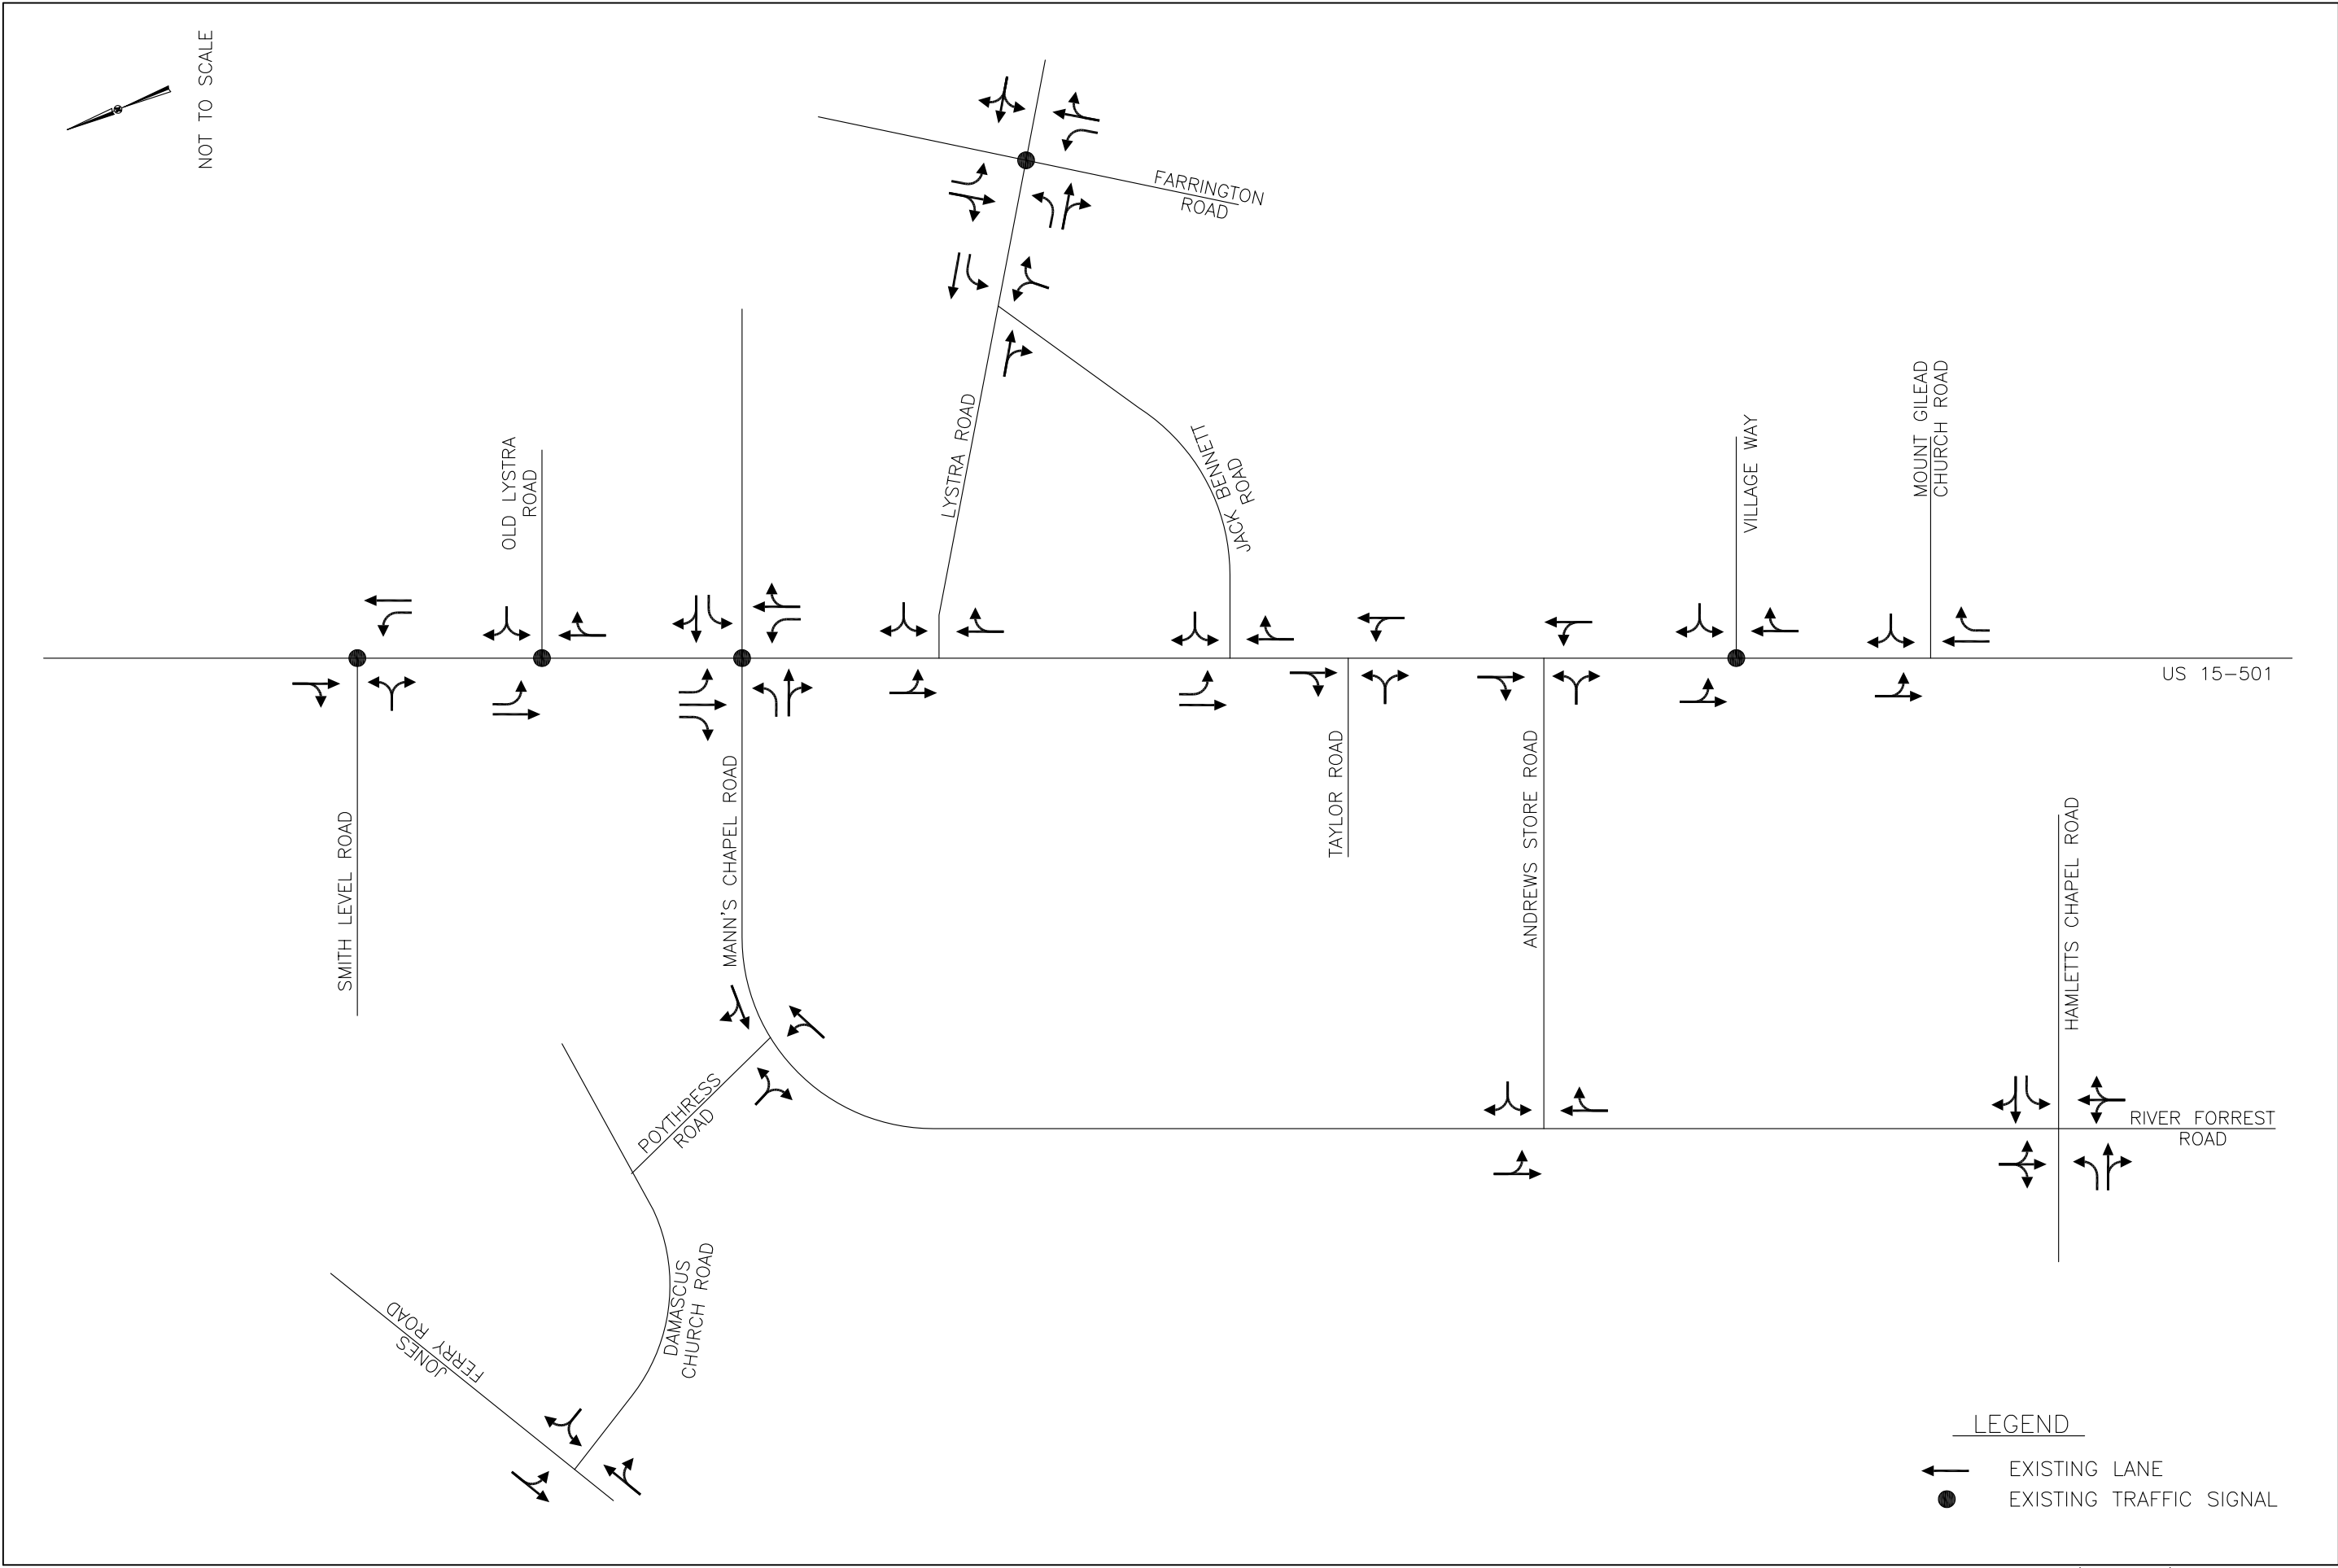 NOT TO SCALE
FARRINGTON
ROAD
LYSTRA ROAD
JACK BENNETT
ROAD
OLD LYSTRA
ROAD
VILLAGE WAY
MOUNT GILEAD
CHURCH ROAD
US 15-501
SMITH LEVEL ROAD
MANN'S CHAPEL ROAD
TAYLOR ROAD
ANDREWS STORE ROAD
HAMLETTS CHAPEL ROAD
POYTHRESS
ROAD
RIVER FORREST
ROAD
DAMASCUS
CHURCH ROAD
JONES
FERRY ROAD
LEGEND
EXISTING LANE
EXISTING TRAFFIC SIGNAL